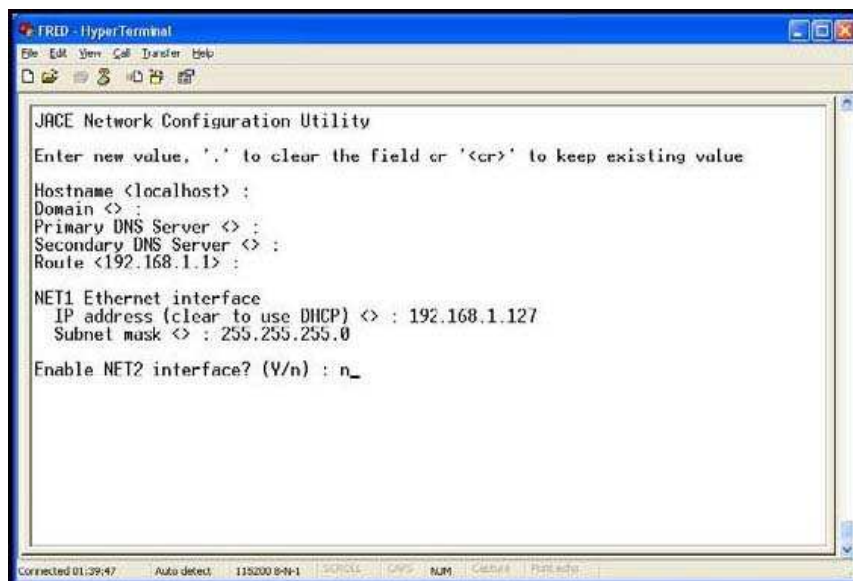 FRED - HyperTerminal
File Edit View Call Transfer Help
JACE Network Configuration Utility
Enter new value, '.' to clear the field or '<cr>' to keep existing value
Hostname <localhost> :
Domain <> :
Primary DNS Server <> :
Secondary DNS Server <> :
Route <192.168.1.1> :
NET1 Ethernet interface
IP address (clear to use DHCP) <> : 192.168.1.127
Subnet mask <> : 255.255.255.0
Enable NET2 interface? (Y/n) : n_
Connected 01:39:47 Auto detect 115200 8-N-1 SCROLL CAPS NUM Capture Print echo